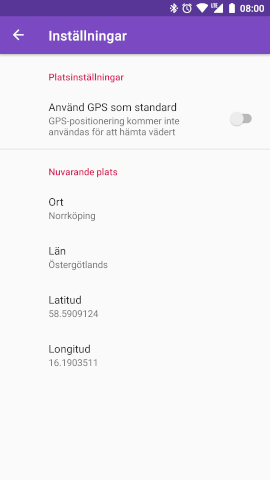 08:00
Inställningar
Platsinställningar
Använd GPS som standard
GPS-positionering kommer inte
användas för att hämta vädert
Nuvarande plats
Ort
Norrköping
Län
Östergötlands
Latitud
58.5909124
Longitud
16.1903511